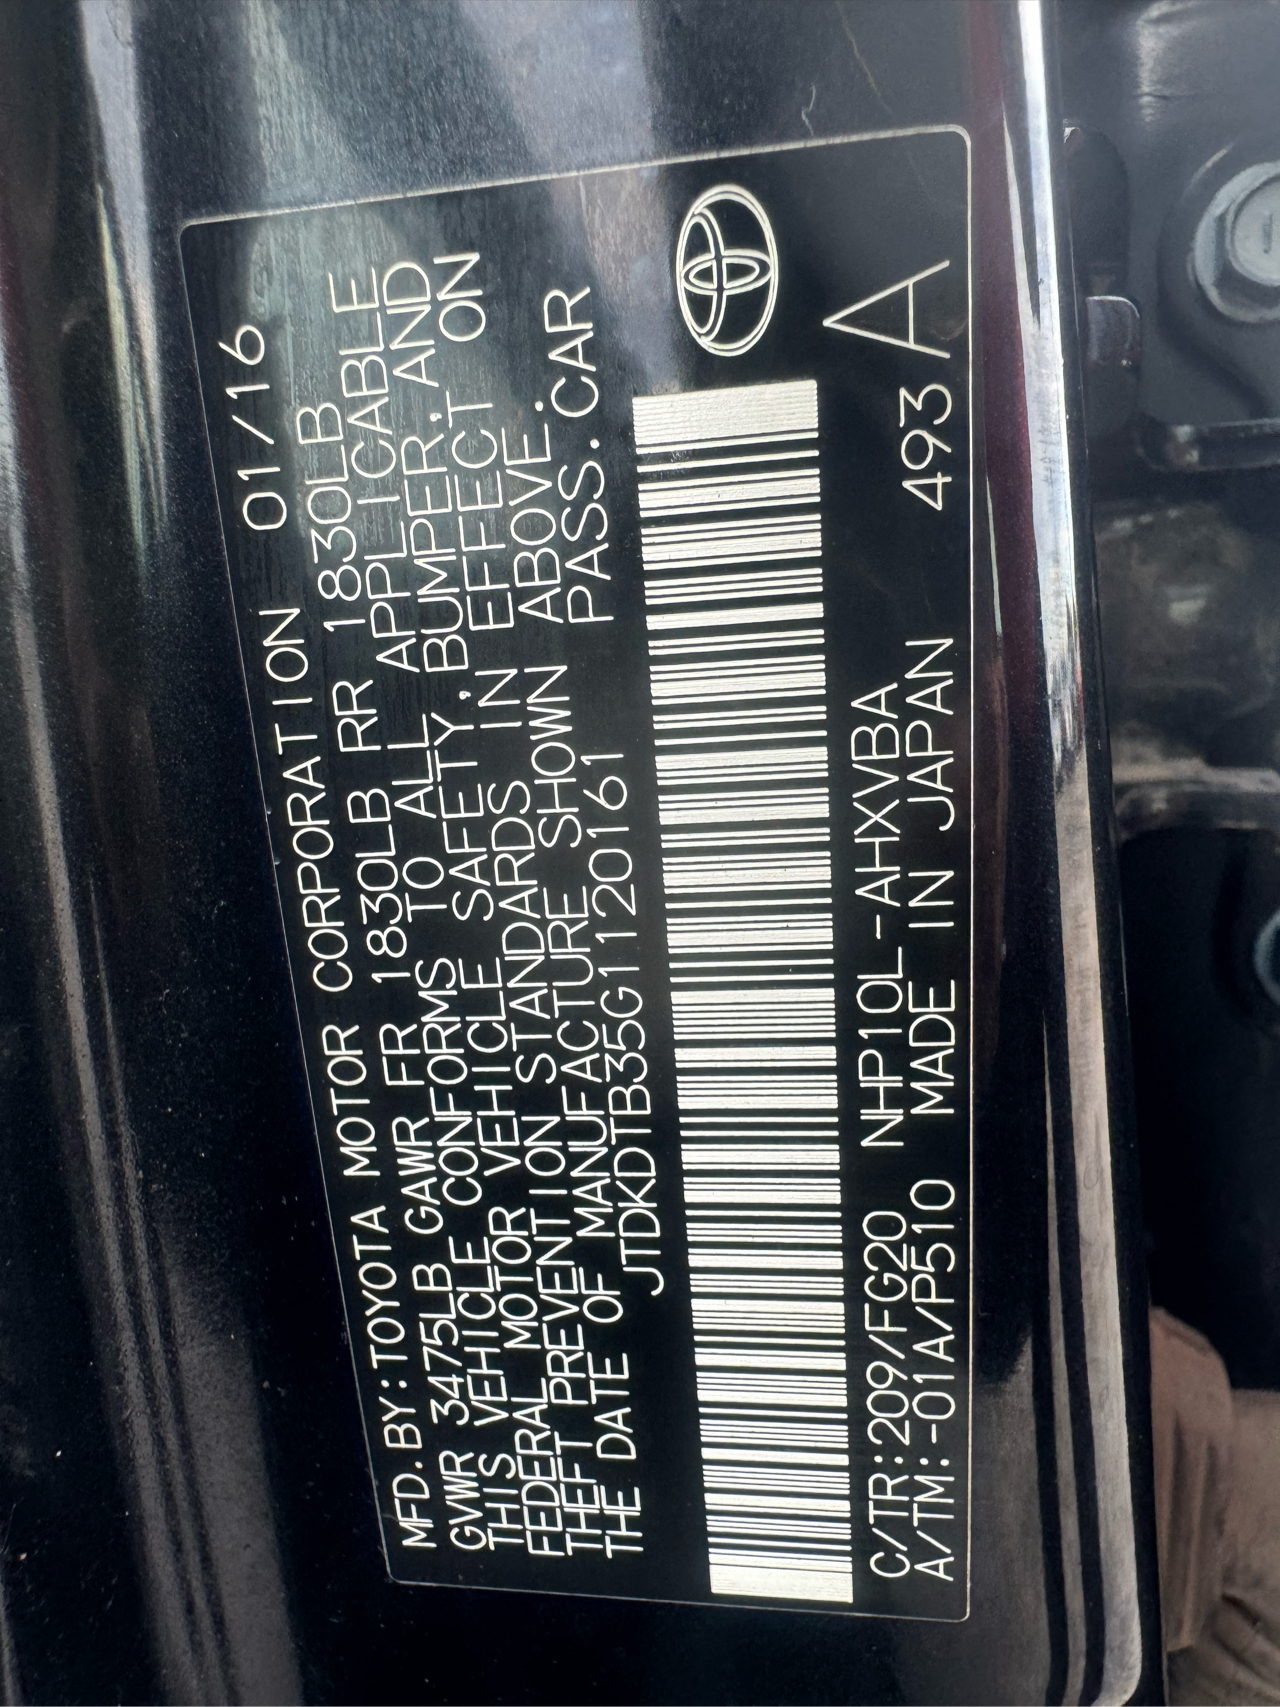 MFD.BY:TOYOTA MOTOR CORPORATION 01/16
GVWR 3475LB GAWR FR 1830LB RR 1830LB
THIS VEHICLE CONFORMS TO ALL APPLICABLE
FEDERAL MOTOR VEHICLE SAFETY, BUMPER, AND
THEFT PREVENTION STANDARDS IN EFFECT ON
THE DATE OF MANUFACTURE SHOWN ABOVE.
JTDKDTB35G1120161 PASS.CAR
C/TR:209/FG20 NHP10L-AHXVBA
A/TM:-01A/P510 MADE IN JAPAN 493 A